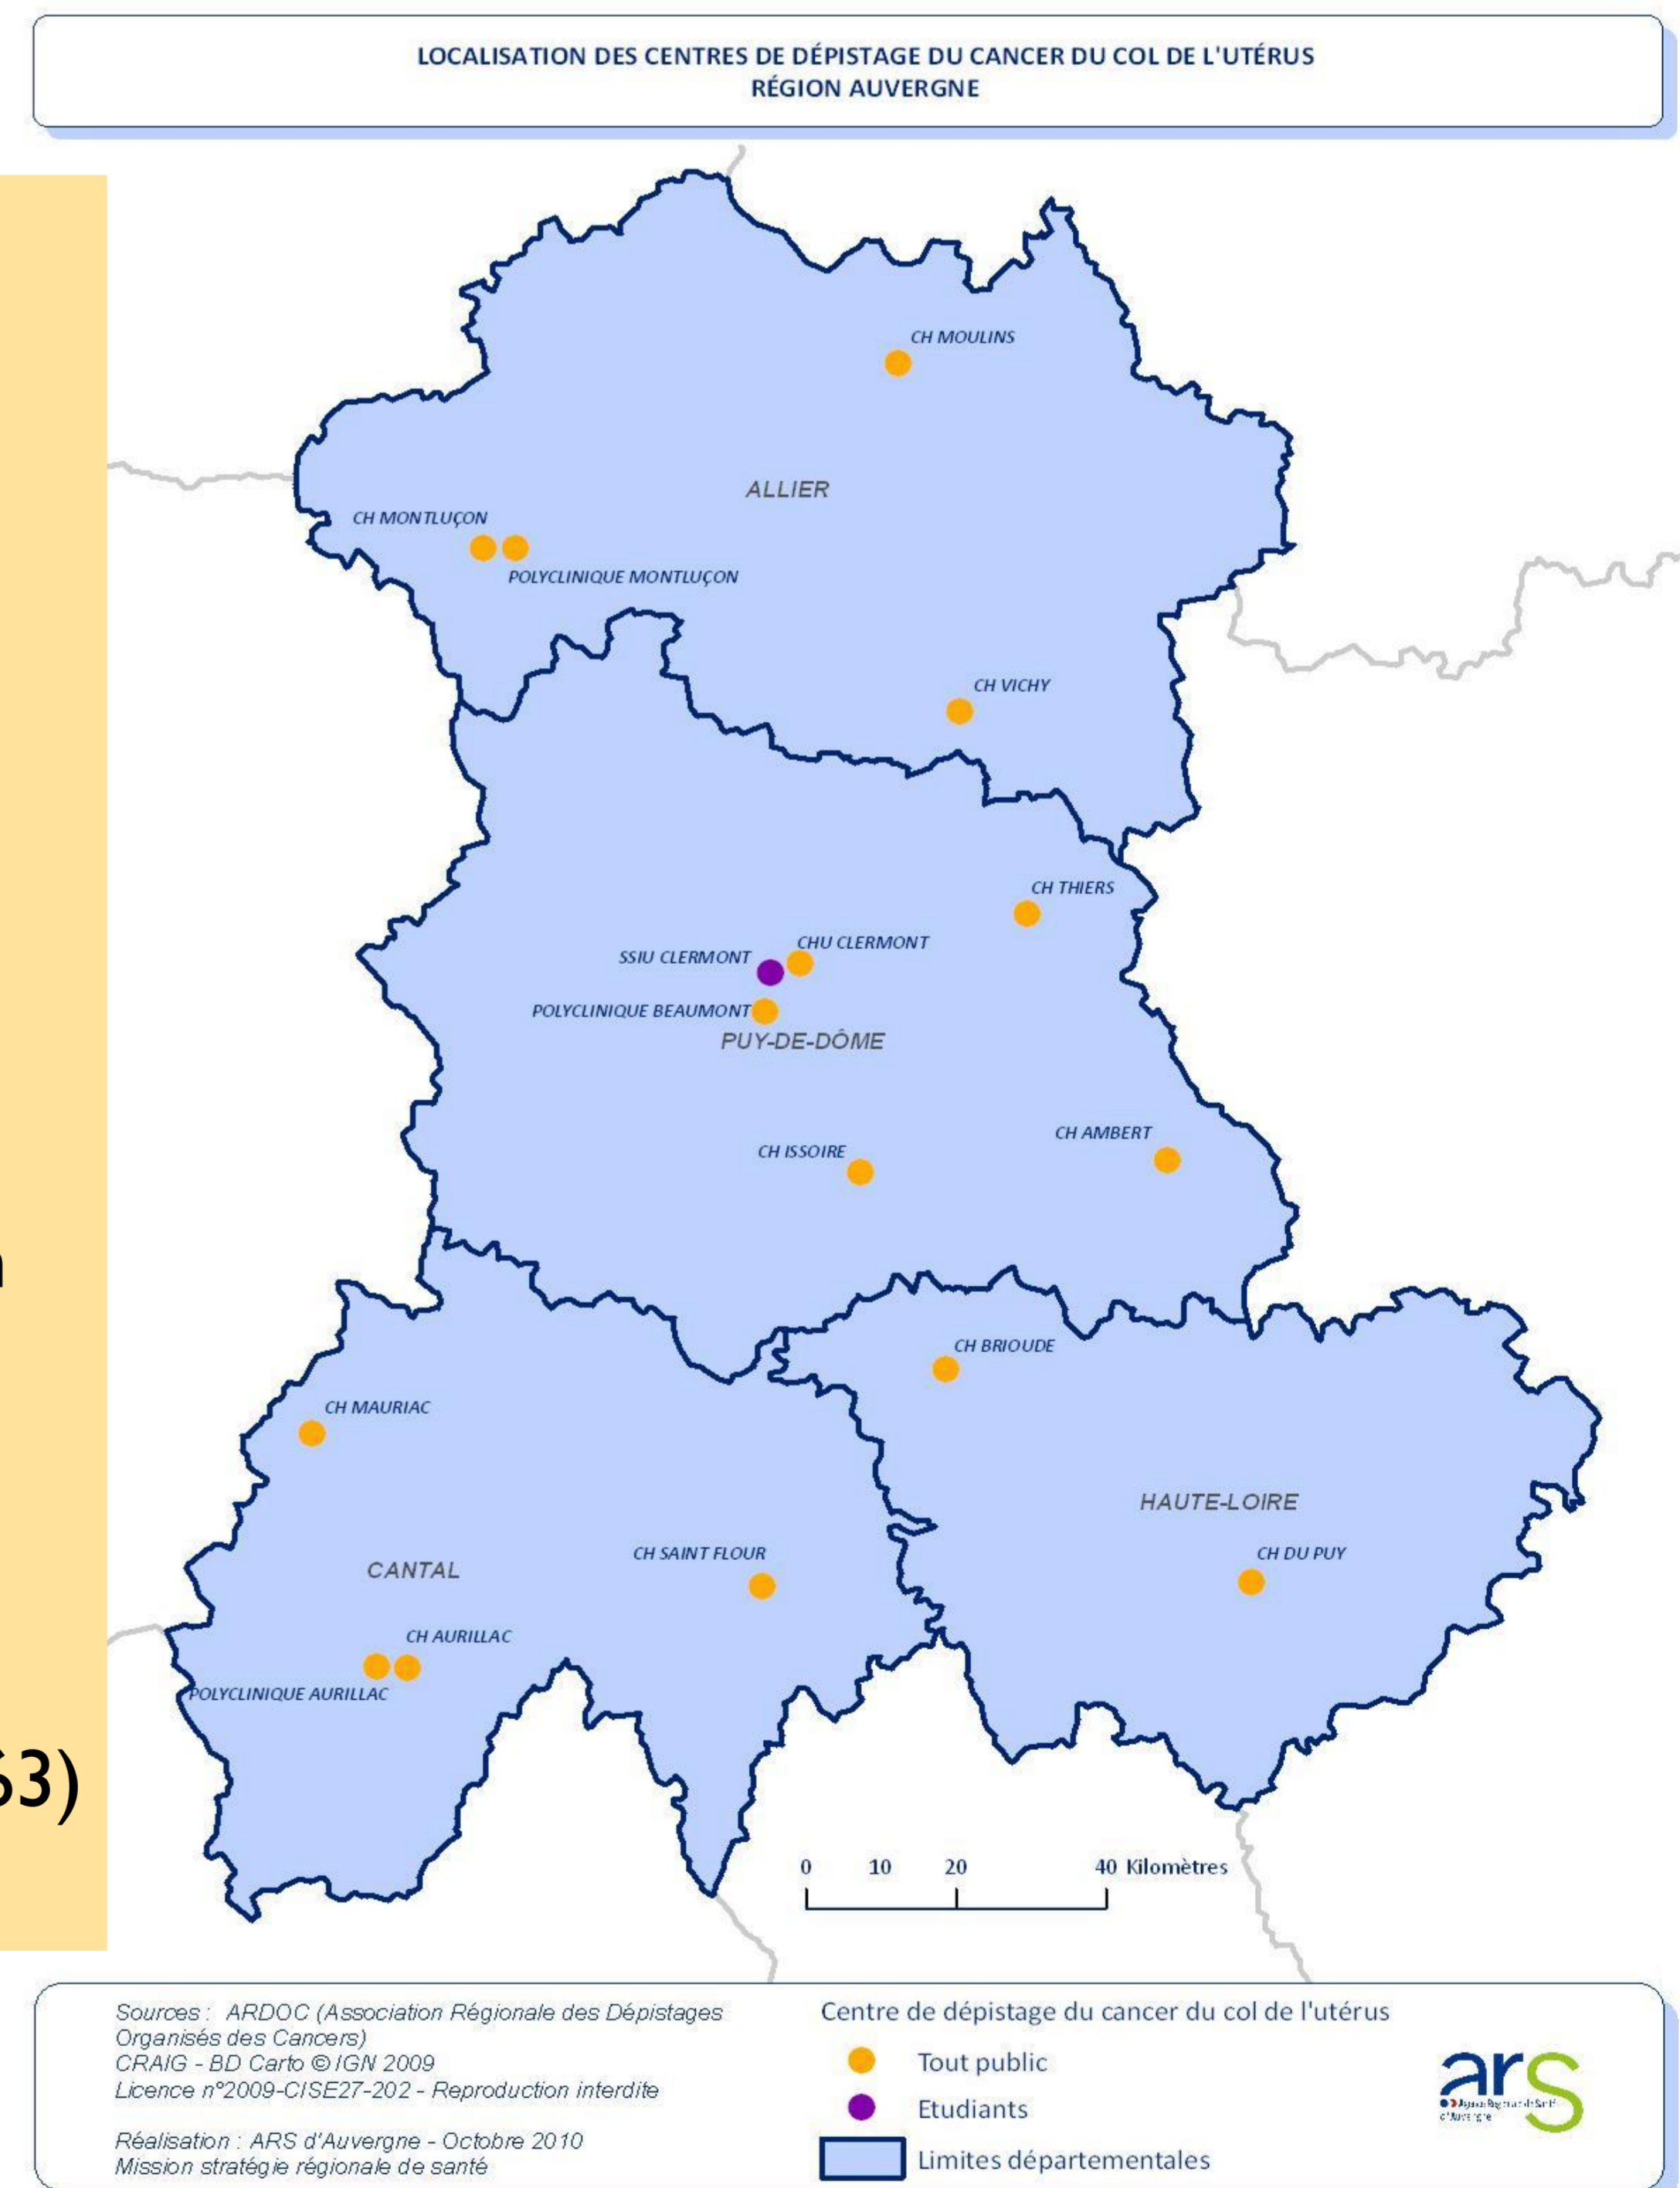 LOCALISATION DES CENTRES DE DÉPISTAGE DU CANCER DU COL DE L'UTÉRUS
RÉGION AUVERGNE
CH MOULINS
ALLIER
CH MONTLUÇON
POLYCLINIQUE MONTLUÇON
CH VICHY
CH THIERS
CHU CLERMONT
SSIU CLERMONT
POLYCLINIQUE BEAUMONT
PUY-DE-DÔME
CH AMBERT
CH ISSOIRE
CH BRIOUDE
CH MAURIAC
HAUTE-LOIRE
CH SAINT FLOUR
CH DU PUY
CANTAL
CH AURILLAC
POLYCLINIQUE AURILLAC
63)
0 10 20 40 Kilomètres
Sources : ARDOC (Association Régionale des Dépistages
Organisés des Cancers)
CRAIG - BD Carto © IGN 2009
Licence n°2009-CISE27-202 - Reproduction interdite
Réalisation : ARS d'Auvergne - Octobre 2010
Mission stratégie régionale de santé
Centre de dépistage du cancer du col de l'utérus
Tout public
Etudiants
Limites départementales
ars
Agence Régionale de Santé
d'Auvergne